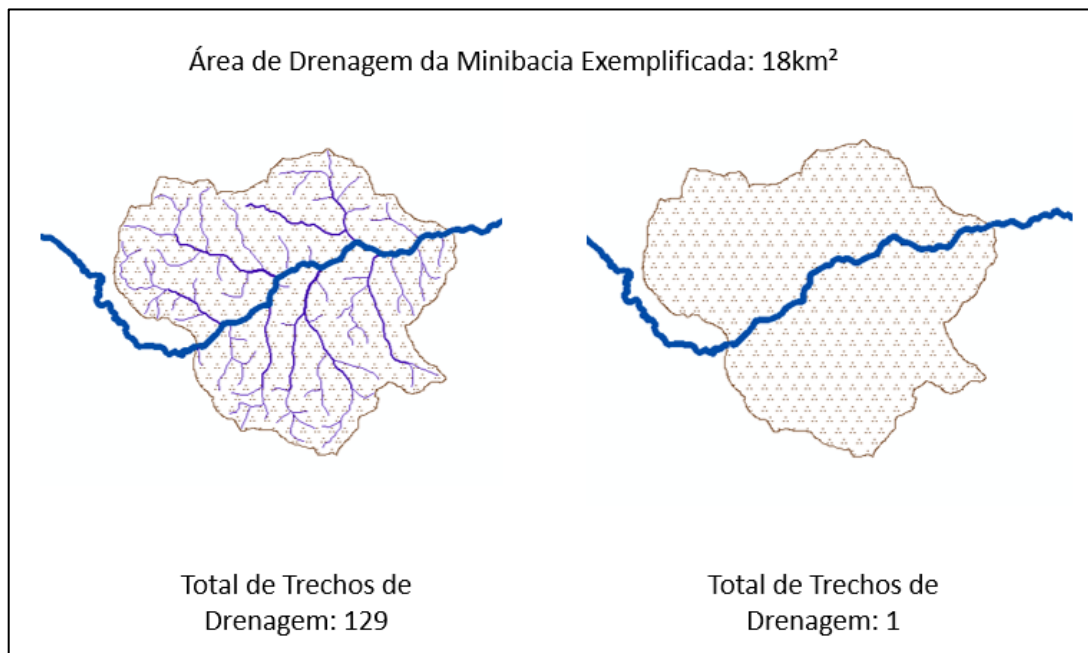 Área de Drenagem da Minibacia Exemplificada: 18km²
Total de Trechos de
Drenagem: 129
Total de Trechos de
Drenagem: 1